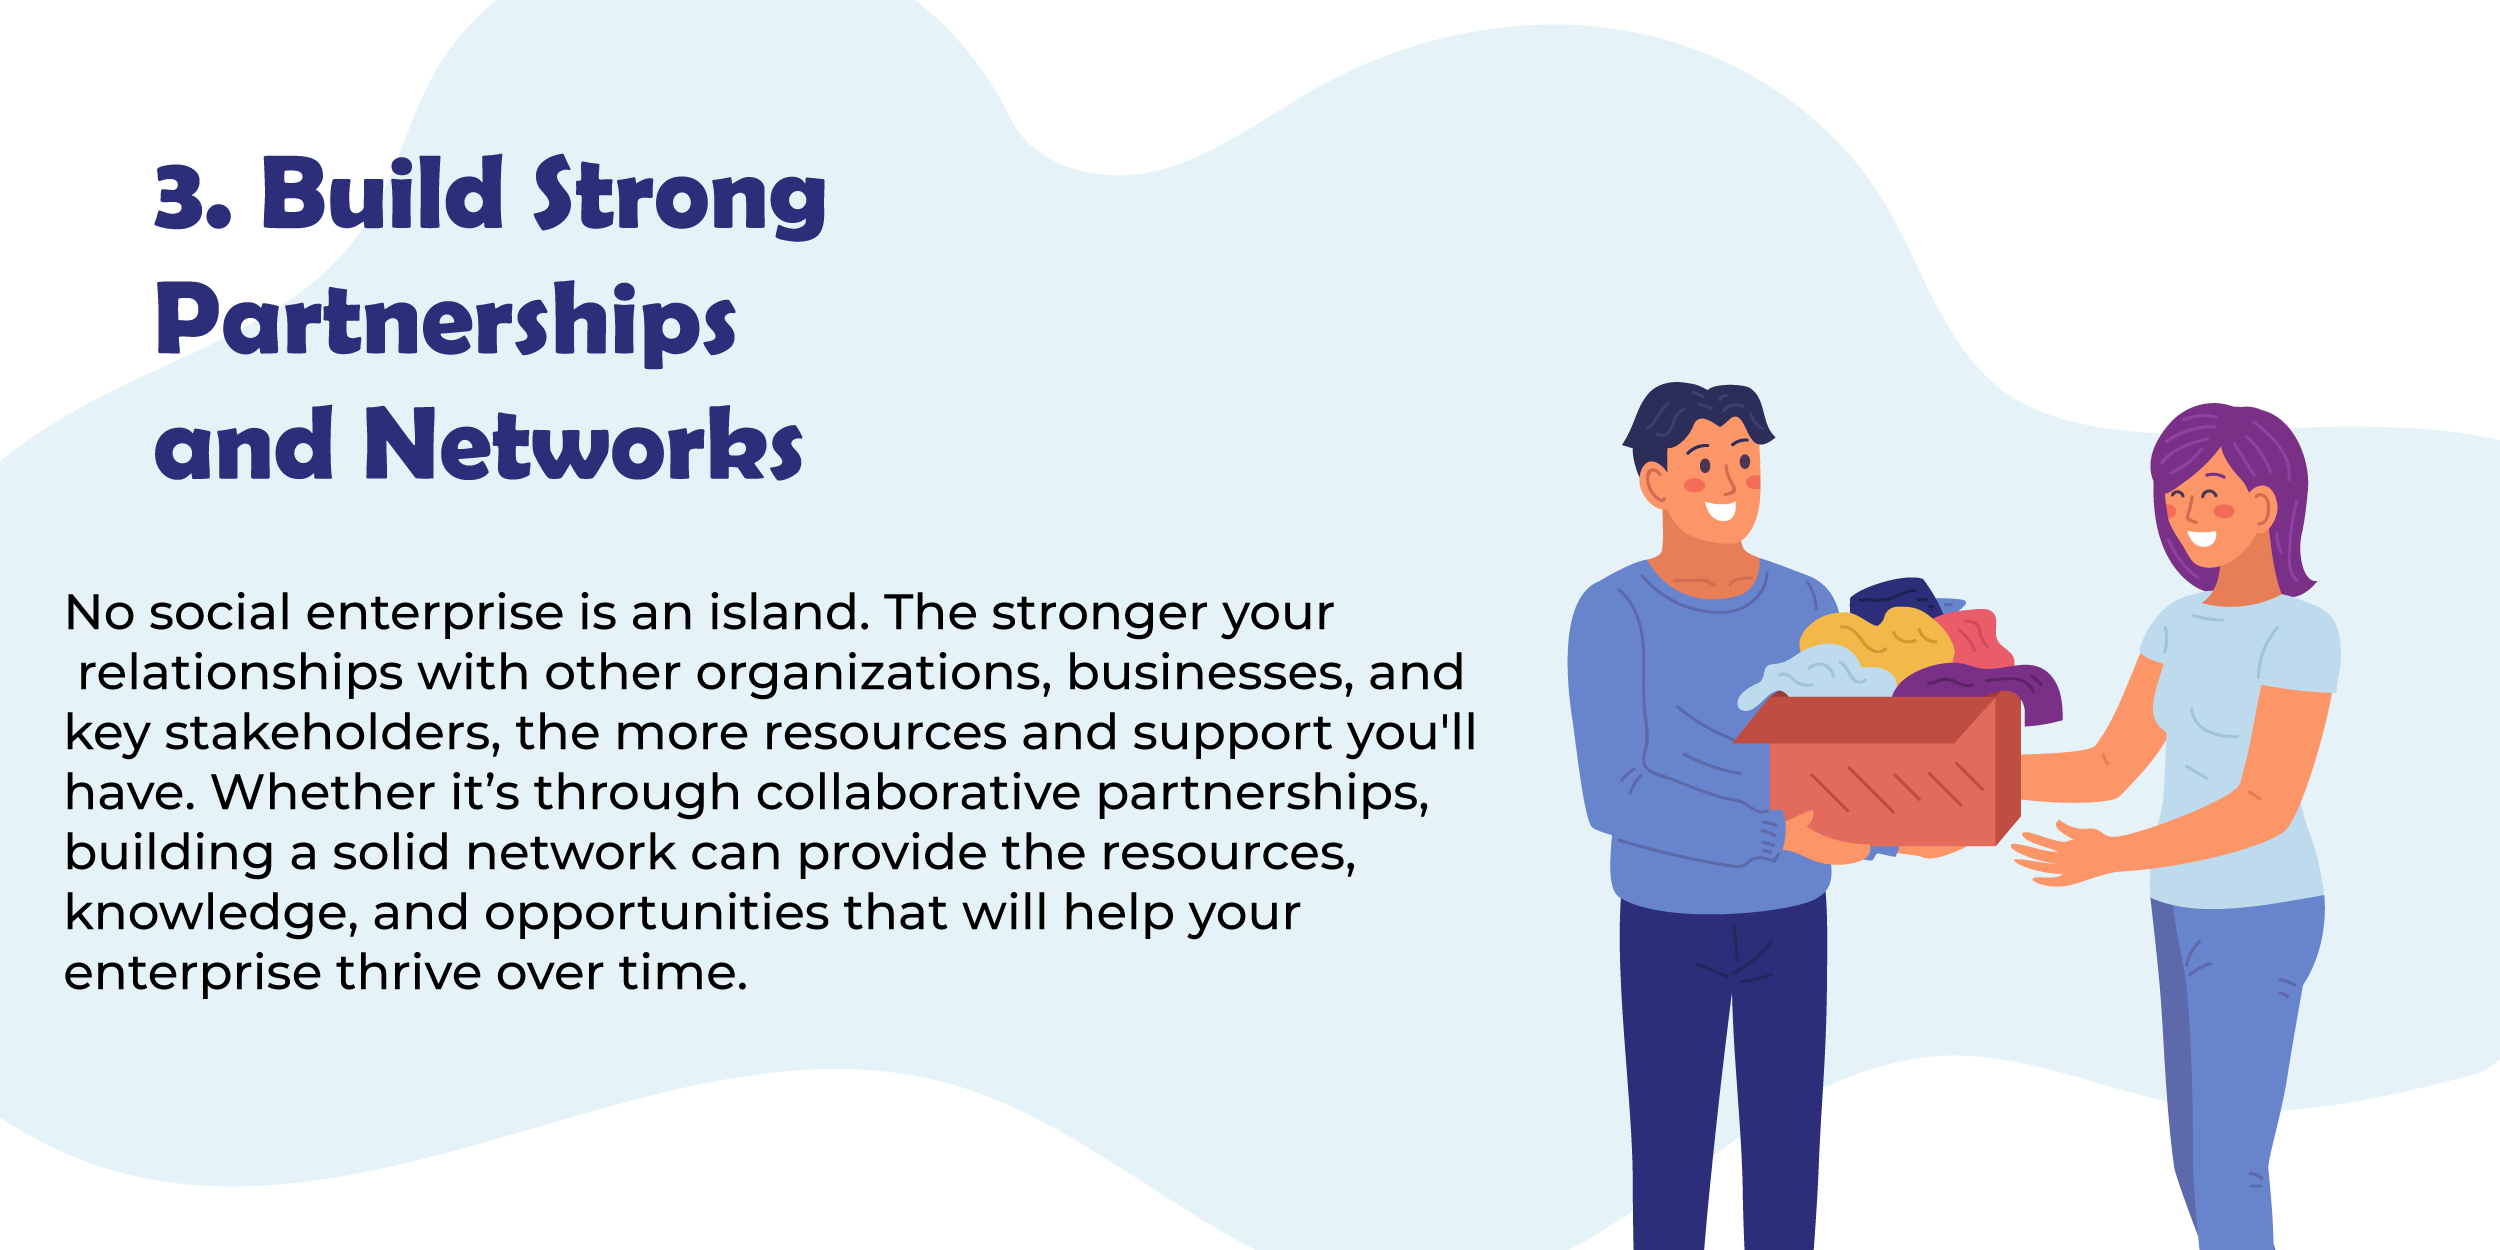 3. Build Strong
Partnerships
and Networks
No social enterprise is an island. The stronger your
relationships with other organizations, businesses, and
key stakeholders, the more resources and support you'll
have. Whether it’s through collaborative partnerships,
building a solid network can provide the resources,
knowledge, and opportunities that will help your
enterprise thrive over time.